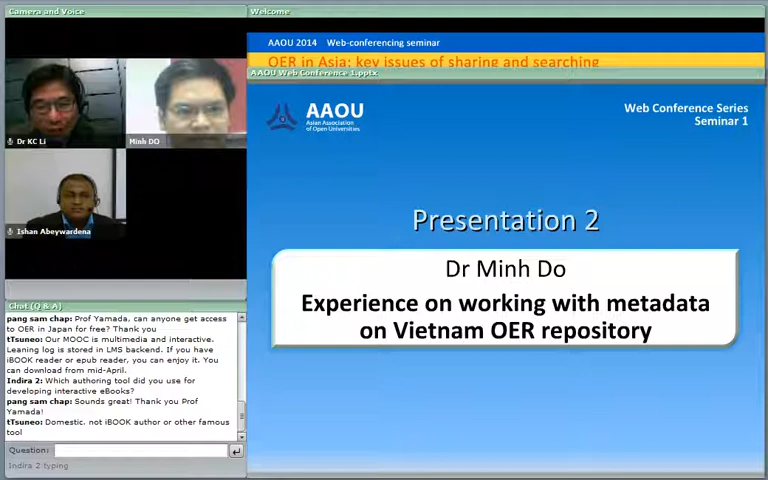 Camera and Voice
Welcome
AAOU 2014 Web-conferencing seminar
OER in Asia: key issues of sharing and searching
AAOU Web Conference 1.pptx
AAOU
Asian Association
of Open Universities
Web Conference Series
Seminar 1
Dr KC Li
Minh DO
Ishan Abeywardena
Presentation 2
Dr Minh Do
Experience on working with metadata
on Vietnam OER repository
Chat (Q & A)
pang sam chap: Prof Yamada, can anyone get access
to OER in Japan for free? Thank you
tTsuneo: Our MOOC is multimedia and interactive.
Leaning log is stored in LMS backend. If you have
iBOOK reader or epub reader, you can enjoy it. You
can download from mid-April.
Indira 2: Which authoring tool did you use for
developing interactive eBooks?
pang sam chap: Sounds great! Thank you Prof
Yamada!
tTsuneo: Domestic, not iBOOK author or other famous
tool
Question:
Indira 2 typing